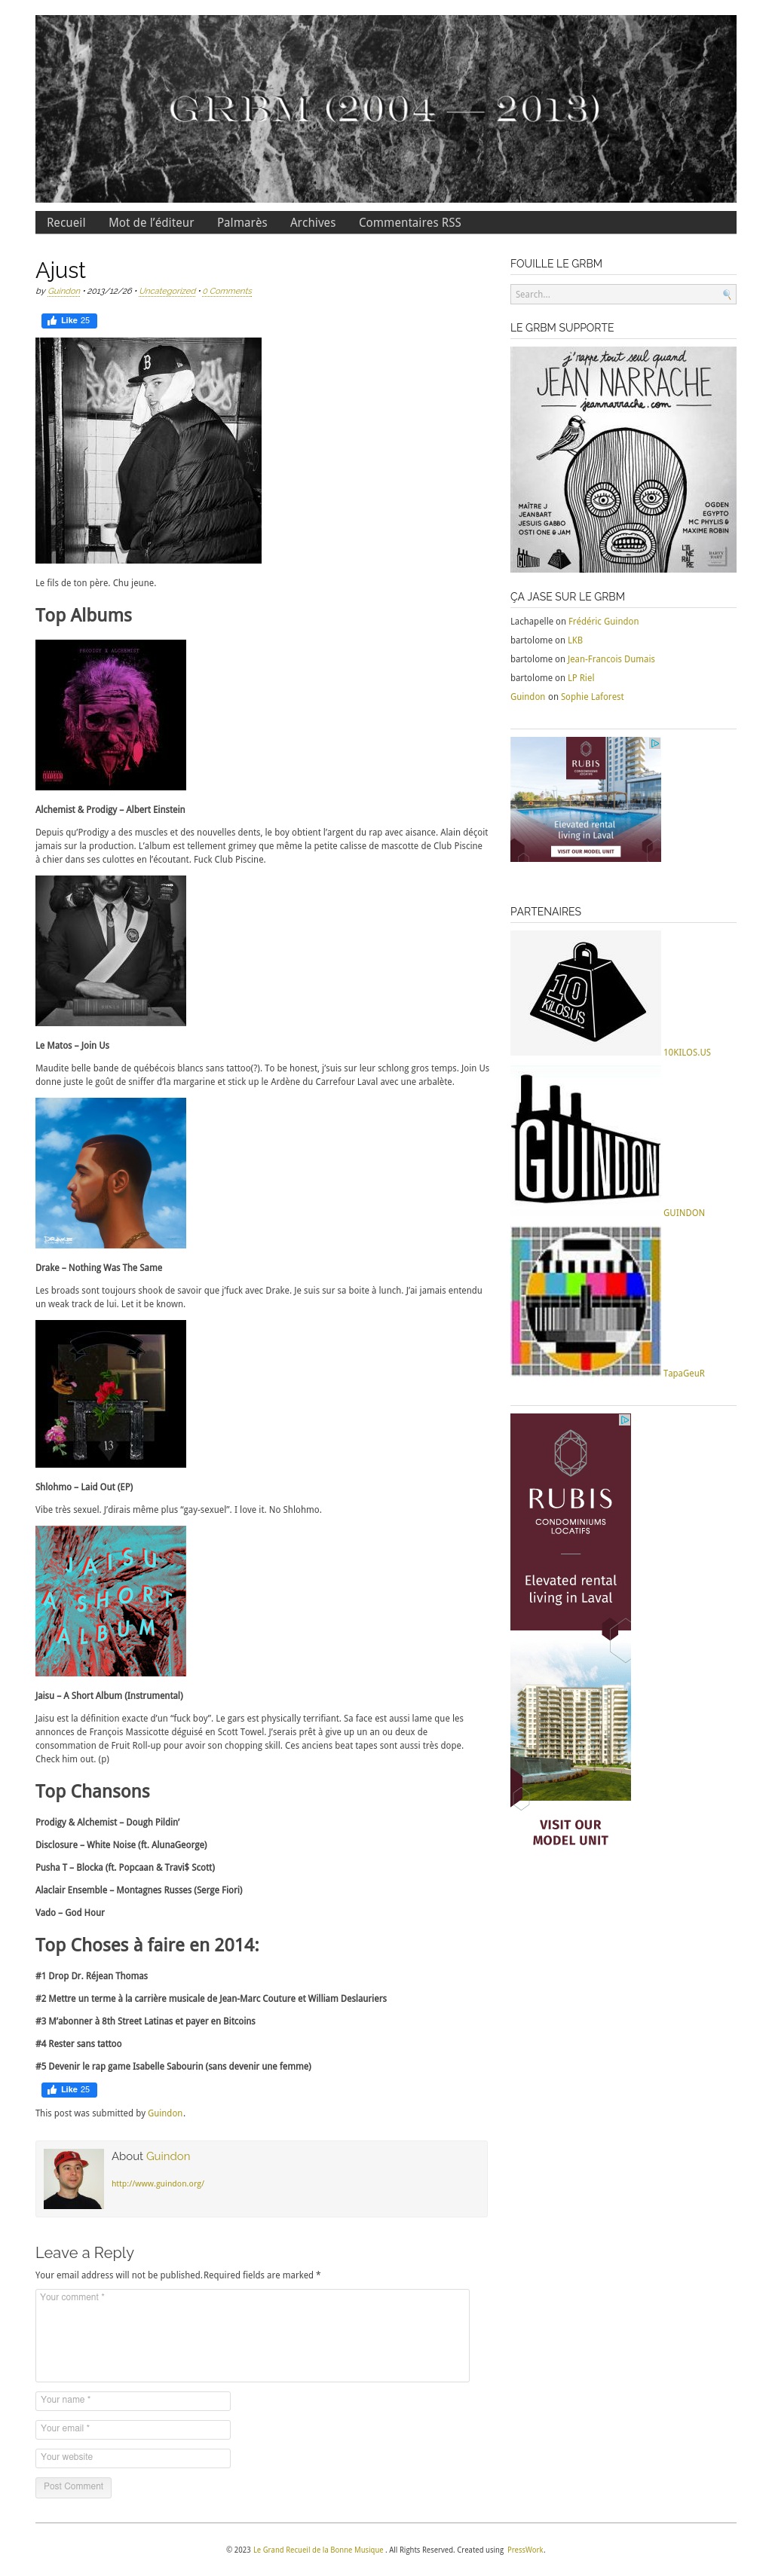 GRBM (2004 — 2013)
Recueil Mot de l'éditeur Palmarès Archives Commentaires RSS
Ajust
by Guindon • 2013/12/26 • Uncategorized • 0 Comments
Like 25
Le fils de ton père. Chu jeune.
Top Albums
PRODIGY & ALCHEMIST
Alchemist & Prodigy – Albert Einstein
Depuis qu'Prodigy a des muscles et des nouvelles dents, le boy obtient l'argent du rap avec aisance. Alain déçoit
jamais sur la production. L'album est tellement grimey que même la petite calisse de mascotte de Club Piscine
à chier dans ses culottes en l'écoutant. Fuck Club Piscine.
Le Matos – Join Us
Maudite belle bande de québécois blancs sans tattoo(?). To be honest, j'suis sur leur schlong gros temps. Join Us
donne juste le goût de sniffer d'la margarine et stick up le Ardène du Carrefour Laval avec une arbalète.
Drake – Nothing Was The Same
Les broads sont toujours shook de savoir que j'fuck avec Drake. Je suis sur sa boite à lunch. J'ai jamais entendu
un weak track de lui. Let it be known.
13
Shlohmo – Laid Out (EP)
Vibe très sexuel. J'dirais même plus “gay-sexuel”. I love it. No Shlohmo.
JAISU
A SHORT
ALBUM
Jaisu – A Short Album (Instrumental)
Jaisu est la définition exacte d'un “fuck boy”. Le gars est physically terrifiant. Sa face est aussi lame que les
annonces de François Massicotte déguisé en Scott Towel. J'serais prêt à give up un an ou deux de
consommation de Fruit Roll-up pour avoir son chopping skill. Ces anciens beat tapes sont aussi très dope.
Check him out. (p)
Top Chansons
Prodigy & Alchemist – Dough Pildin'
Disclosure – White Noise (ft. AlunaGeorge)
Pusha T – Blocka (ft. Popcaan & Travi$ Scott)
Alaclair Ensemble – Montagnes Russes (Serge Fiori)
Vado – God Hour
Top Choses à faire en 2014:
#1 Drop Dr. Réjean Thomas
#2 Mettre un terme à la carrière musicale de Jean-Marc Couture et William Deslauriers
#3 M'abonner à 8th Street Latinas et payer en Bitcoins
#4 Rester sans tattoo
#5 Devenir le rap game Isabelle Sabourin (sans devenir une femme)
Like 25
This post was submitted by Guindon.
About Guindon
http://www.guindon.org/
Leave a Reply
Your email address will not be published.Required fields are marked *
Your comment *
Your name *
Your email *
Your website
Post Comment
FOUILLE LE GRBM
Search...
LE GRBM SUPPORTE
j'rappe tout seul quand
JEAN NARRACHE
jeannarrache.com
MAÎTRE J
JEANBART
JESUIS GABBO
OSTI ONE & JAM
OGDEN
EGYPTO
MC PHYLIS &
MAXIME ROBIN
ÇA JASE SUR LE GRBM
Lachapelle on Frédéric Guindon
bartolome on LKB
bartolome on Jean-Francois Dumais
bartolome on LP Riel
Guindon on Sophie Laforest
RUBIS
Elevated rental
living in Laval
VISIT OUR MODEL UNIT
PARTENAIRES
10
KILOS.US
10KILOS.US
GUINDON
GUINDON
TapaGeuR
RUBIS
CONDOMINIUMS
LOCATIFS
Elevated rental
living in Laval
VISIT OUR
MODEL UNIT
© 2023 Le Grand Recueil de la Bonne Musique . All Rights Reserved. Created using PressWork.